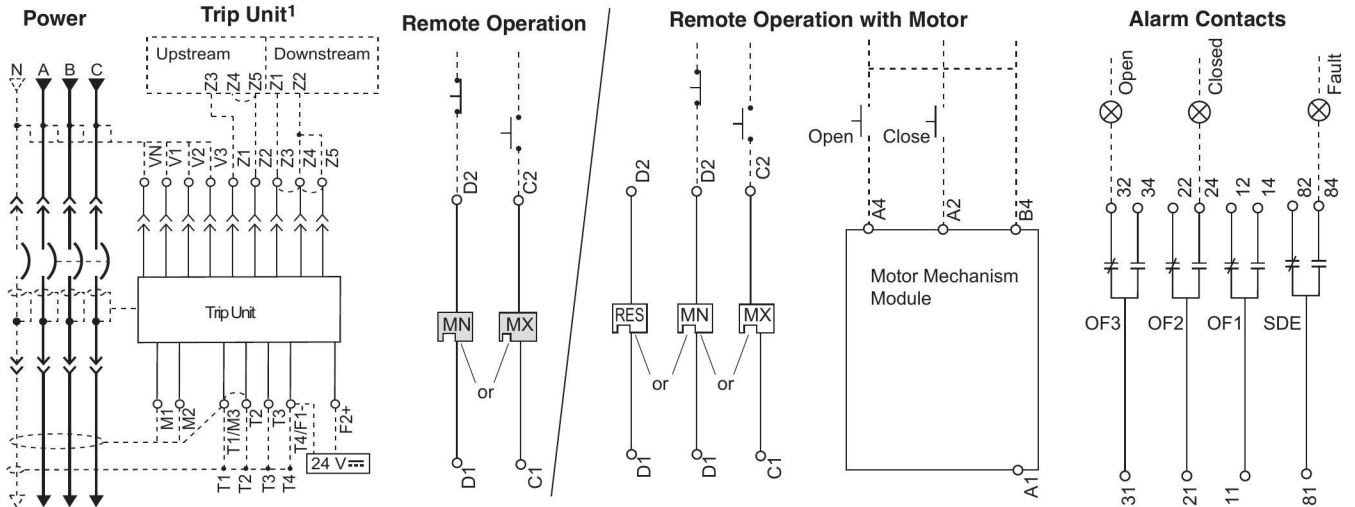 Power
Trip Unit¹
Remote Operation
Remote Operation with Motor
Alarm Contacts
Upstream
Downstream
Z3
Z4
Z5
Z1
Z2
N
A
B
C
VN
V1
V2
V3
Z1
Z2
Z3
Z4
Z5
Trip Unit
M1
M2
T1/M3
T2
T3
T4/F1-
F2+
24 V
T1
T2
T3
T4
D2
C2
MN
MX
or
D1
C1
D2
D2
C2
RES
MN
MX
or
or
D1
D1
C1
Open
Close
A4
A2
B4
Motor Mechanism
Module
A1
Open
Closed
Fault
32
34
22
24
12
14
82
84
OF3
OF2
OF1
SDE
31
21
11
81